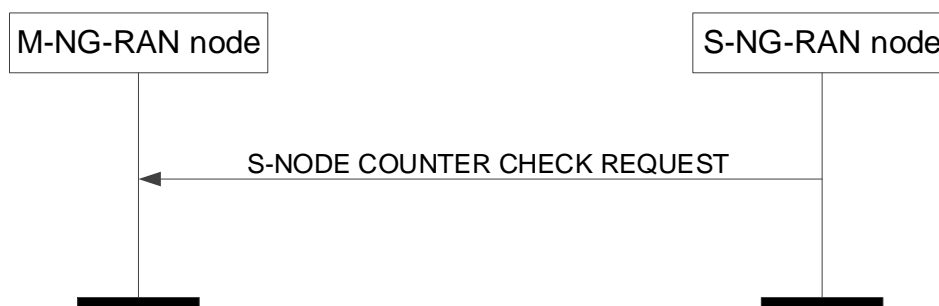 M-NG-RAN node
S-NG-RAN node
S-NODE COUNTER CHECK REQUEST